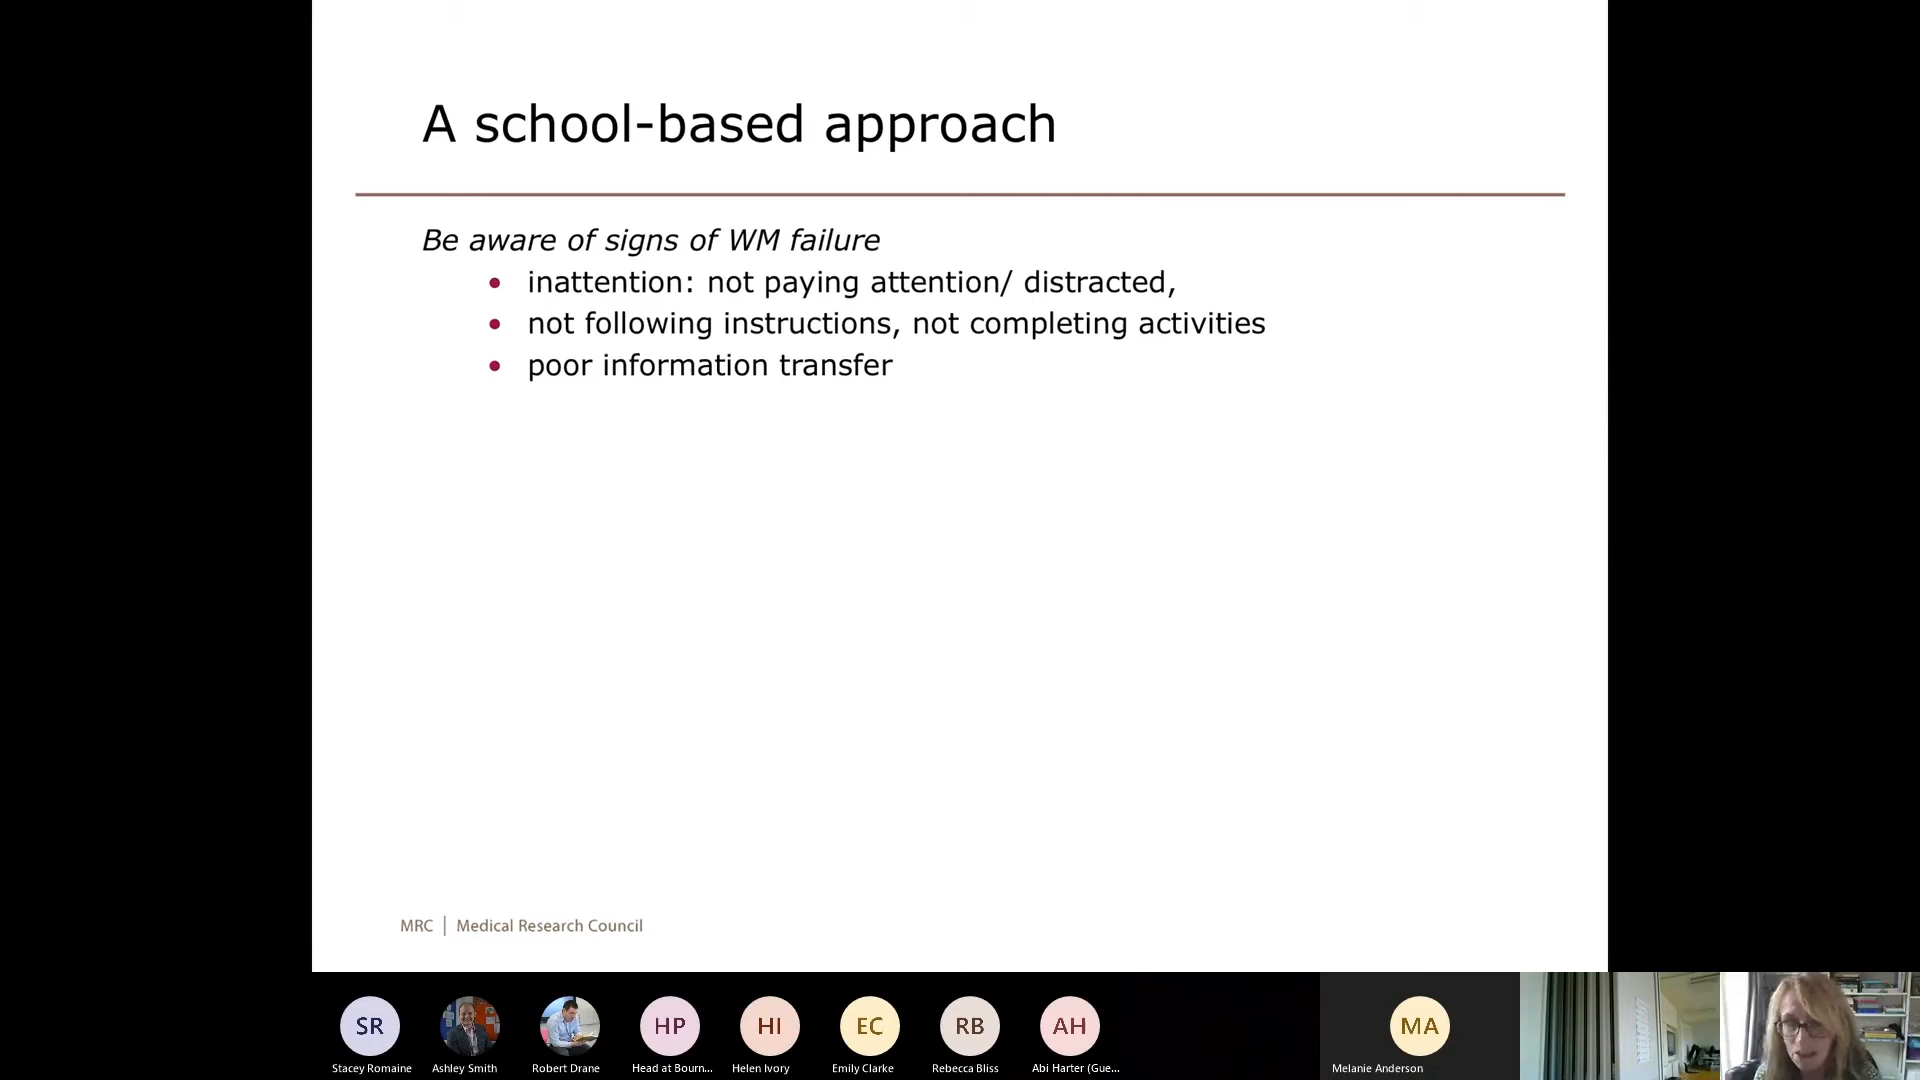 A school-based approach
Be aware of signs of WM failure
• inattention: not paying attention/ distracted,
• not following instructions, not completing activities
• poor information transfer
MRC | Medical Research Council
SR
HP
HI
EC
RB
AH
MA
Stacey Romaine
Ashley Smith
Robert Drane
Head at Bourn...
Helen Ivory
Emily Clarke
Rebecca Bliss
Abi Harter (Gue...
Melanie Anderson